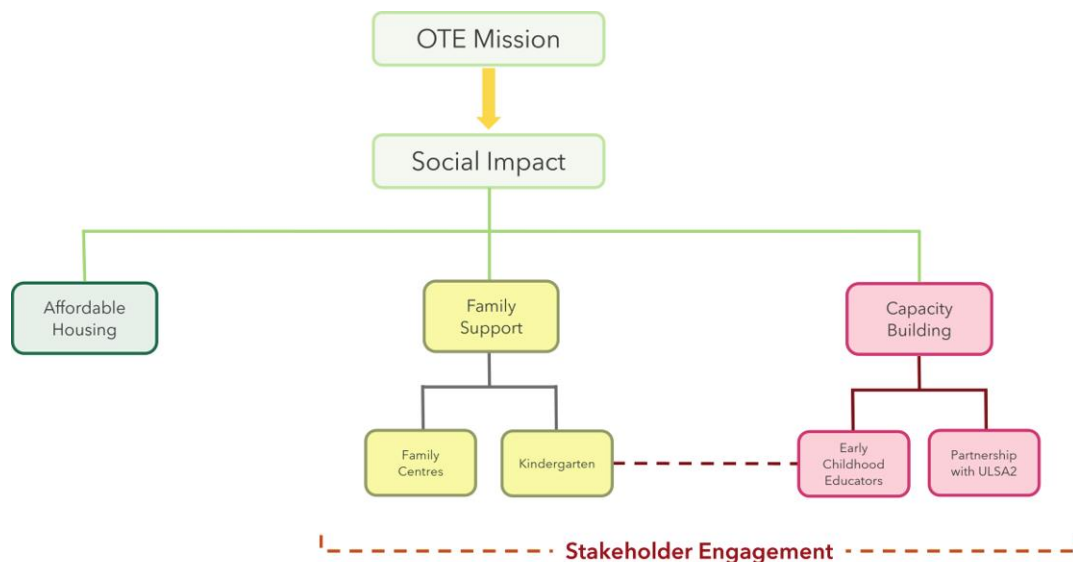 OTE Mission
Social Impact
Affordable
Housing
Family
Support
Capacity
Building
Family
Centres
Kindergarten
Early
Childhood
Educators
Partnership
with ULSA2
Stakeholder Engagement